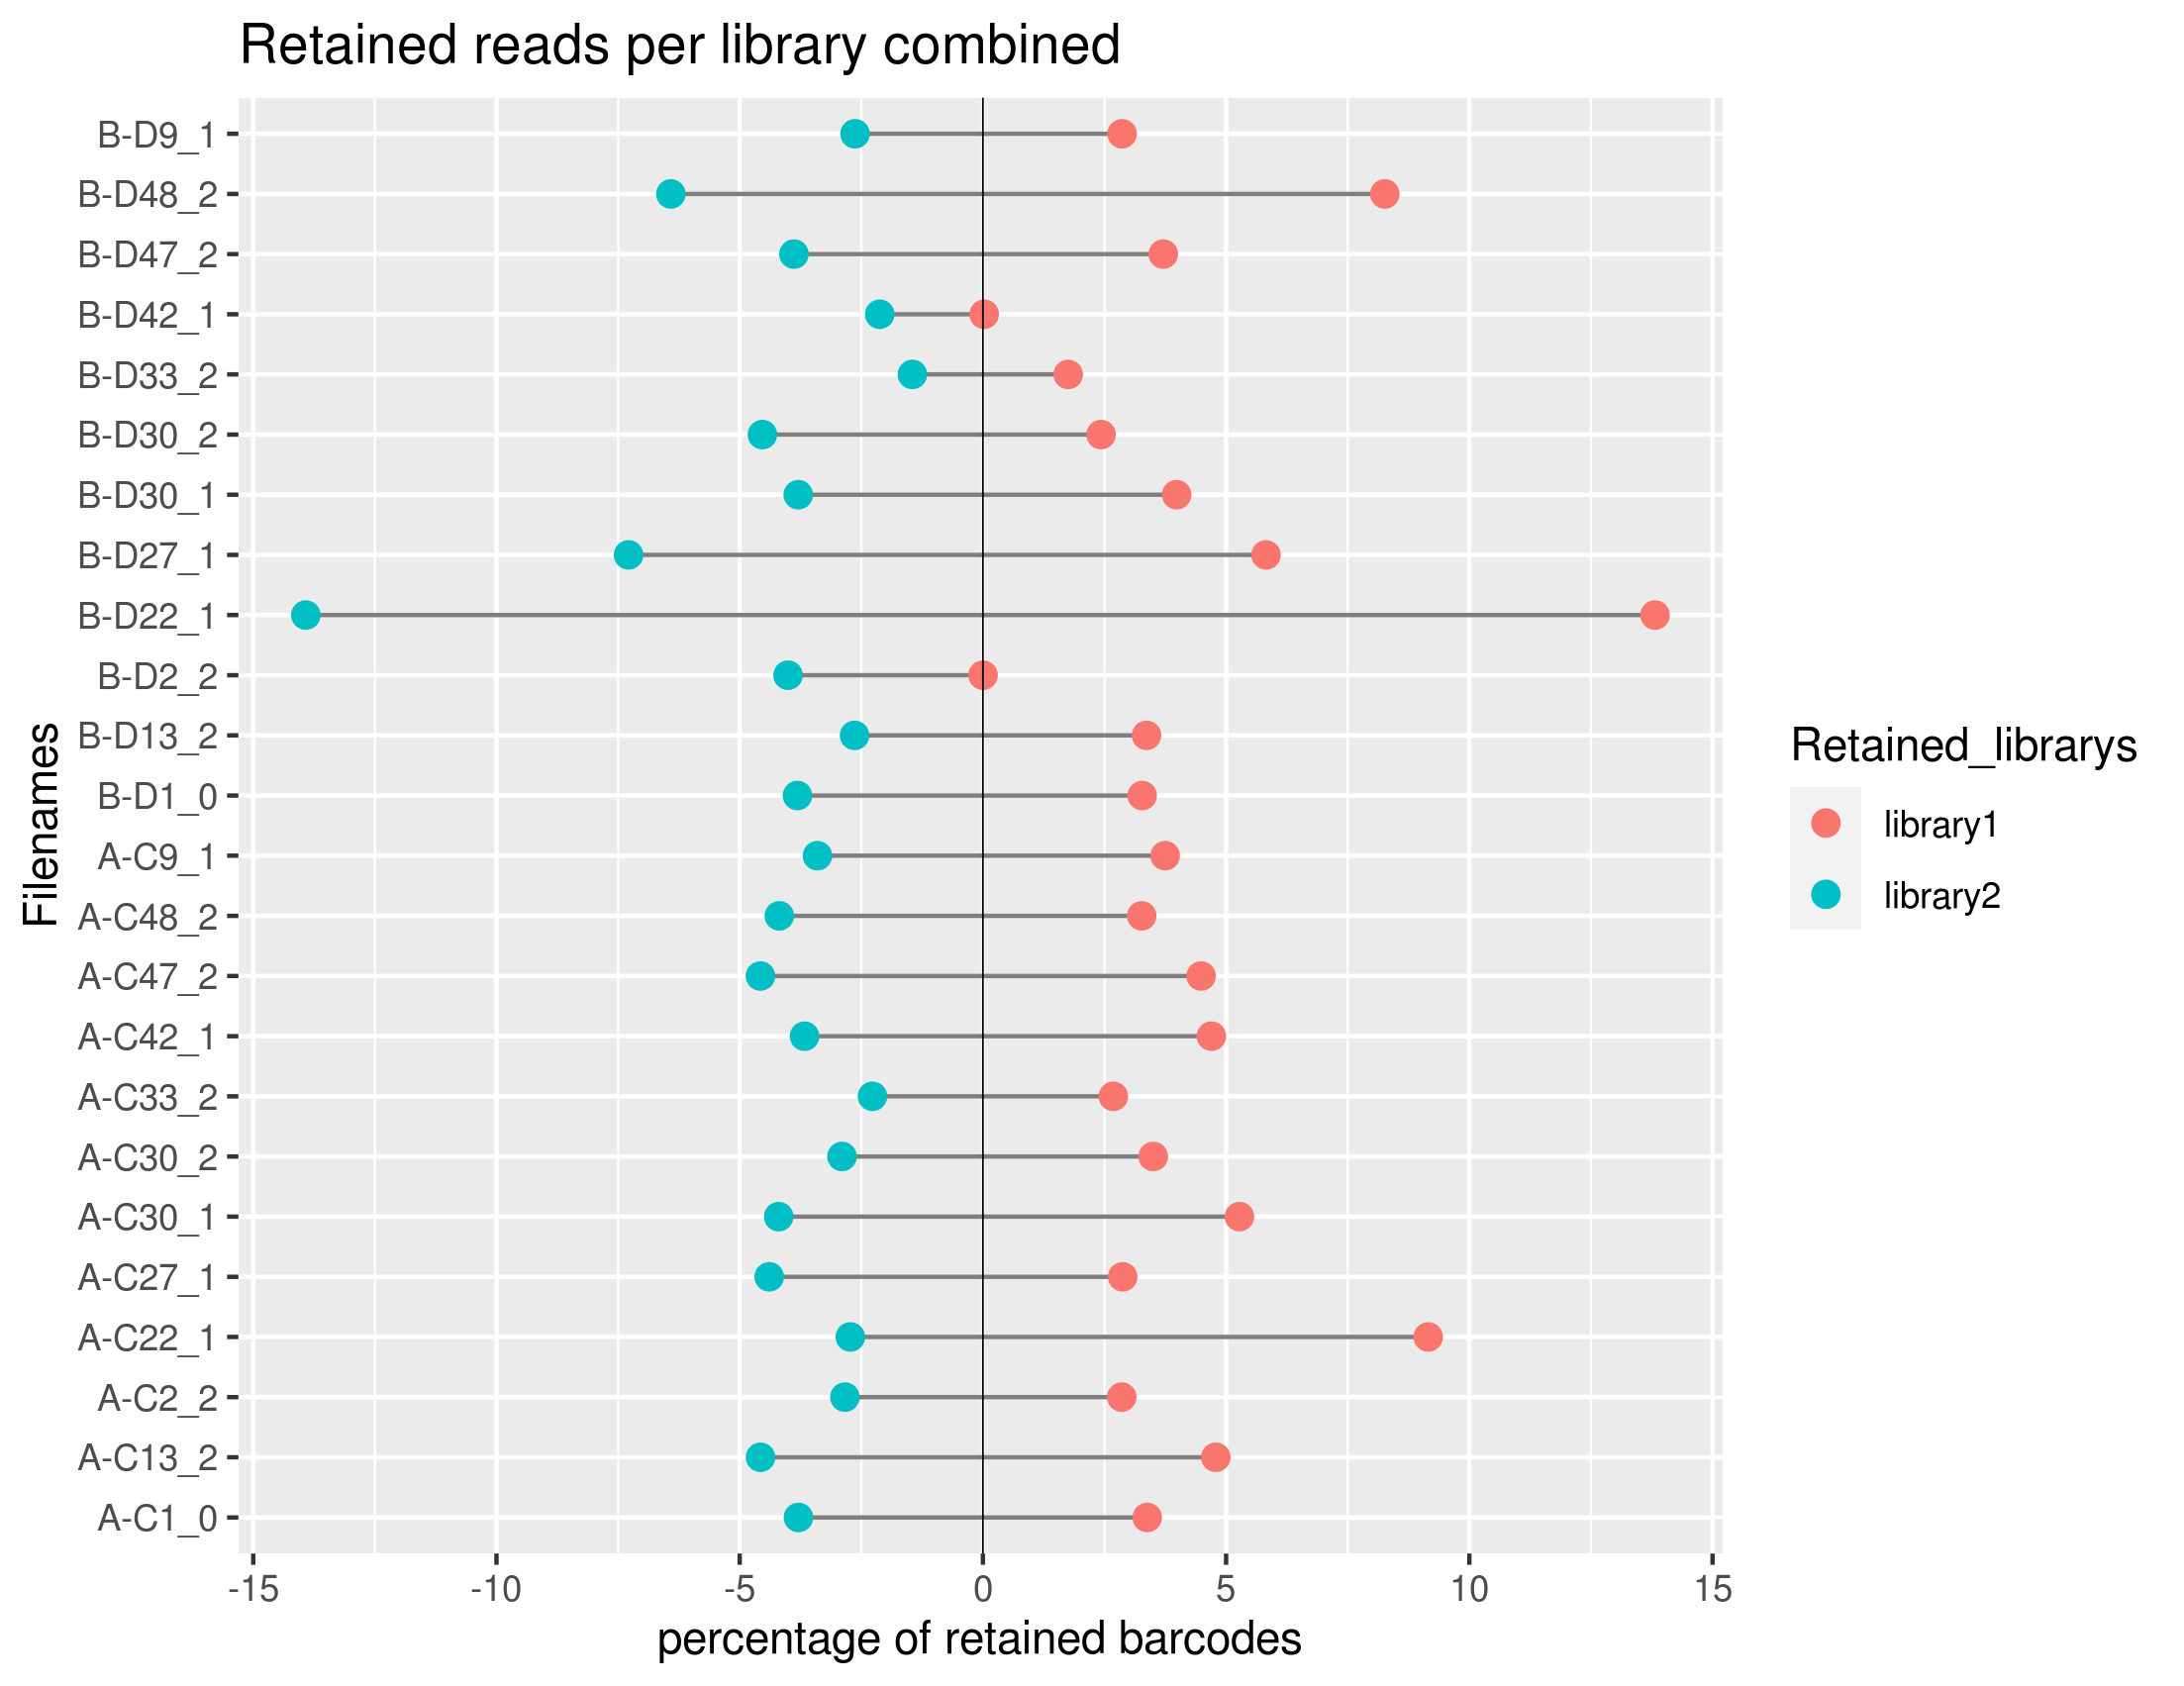 Retained reads per library combined
B-D9_1
B-D48_2
B-D47_2
B-D42_1
B-D33_2
B-D30_2
B-D30_1
B-D27_1
B-D22_1
B-D2_2
B-D13_2
B-D1_0
A-C9_1
A-C48_2
A-C47_2
A-C42_1
A-C33_2
A-C30_2
A-C30_1
A-C27_1
A-C22_1
A-C2_2
A-C13_2
A-C1_0
Filenames
-15 -10 -5 0 5 10 15
percentage of retained barcodes
Retained_librarys
library1
library2